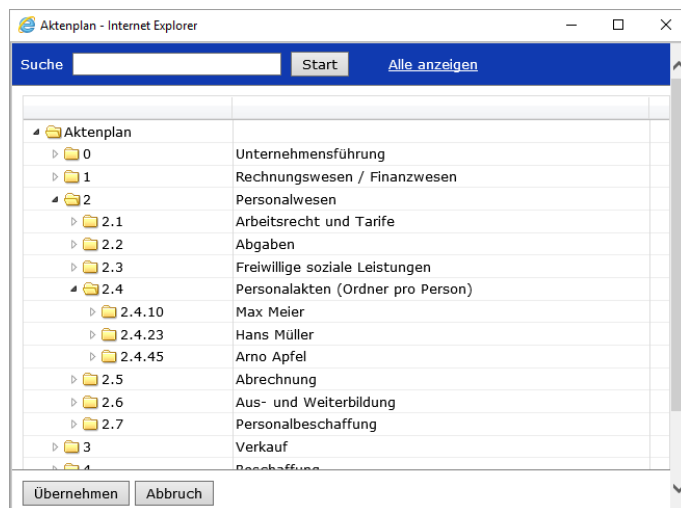 Aktenplan - Internet Explorer
Suche Start Alle anzeigen
Aktenplan
0 Unternehmensführung
1 Rechnungswesen / Finanzwesen
2 Personalwesen
2.1 Arbeitsrecht und Tarife
2.2 Abgaben
2.3 Freiwillige soziale Leistungen
2.4 Personalakten (Ordner pro Person)
2.4.10 Max Meier
2.4.23 Hans Müller
2.4.45 Arno Apfel
2.5 Abrechnung
2.6 Aus- und Weiterbildung
2.7 Personalbeschaffung
3 Verkauf
4 Beschaffung
Übernehmen Abbruch